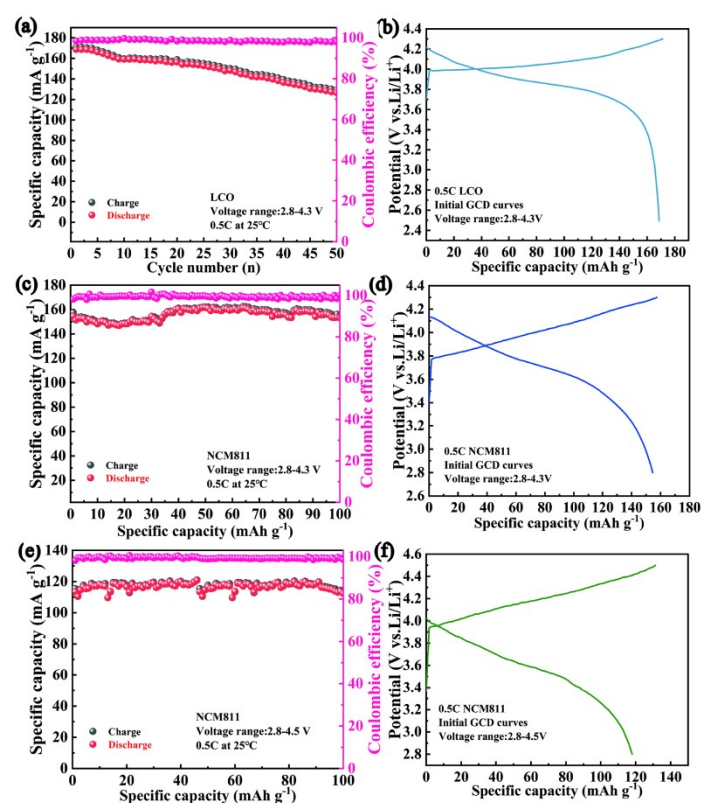 (a)
Specific capacity (mA g⁻¹)
180
160
140
120
100
80
60
40
20
0
Charge
Discharge
LCO
Voltage range:2.8-4.3 V
0.5C at 25°C
0 5 10 15 20 25 30 35 40 45 50
Cycle number (n)
100
80
60
40
20
0
Coulombic efficiency (%)
(b)
Potential (V vs.Li/Li⁺)
4.4
4.2
4.0
3.8
3.6
3.4
3.2
3.0
2.8
2.6
2.4
0.5C LCO
Initial GCD curves
Voltage range:2.8-4.3V
0 20 40 60 80 100 120 140 160 180
Specific capacity (mAh g⁻¹)
(c)
Specific capacity (mA g⁻¹)
180
160
140
120
100
80
60
40
20
NCM811
Voltage range:2.8-4.3 V
0.5C at 25°C
Charge
Discharge
0 10 20 30 40 50 60 70 80 90 100
Specific capacity (mAh g⁻¹)
100
80
60
40
20
0
Coulombic efficiency (%)
(d)
Potential (V vs.Li/Li⁺)
4.4
4.2
4.0
3.8
3.6
3.4
3.2
3.0
2.8
2.6
0.5C NCM811
Initial GCD curves
Voltage range:2.8-4.3V
0 20 40 60 80 100 120 140 160 180
Specific capacity (mAh g⁻¹)
(e)
Specific capacity (mA g⁻¹)
140
120
100
80
60
40
20
0
NCM811
Voltage range:2.8-4.5 V
0.5C at 25°C
Charge
Discharge
0 20 40 60 80 100
Specific capacity (mAh g⁻¹)
100
80
60
40
20
0
Coulombic efficiency (%)
(f)
Potential (V vs.Li/Li⁺)
4.6
4.4
4.2
4.0
3.8
3.6
3.4
3.2
3.0
2.8
0.5C NCM811
Initial GCD curves
Voltage range:2.8-4.5V
0 20 40 60 80 100 120 140
Specific capacity (mAh g⁻¹)